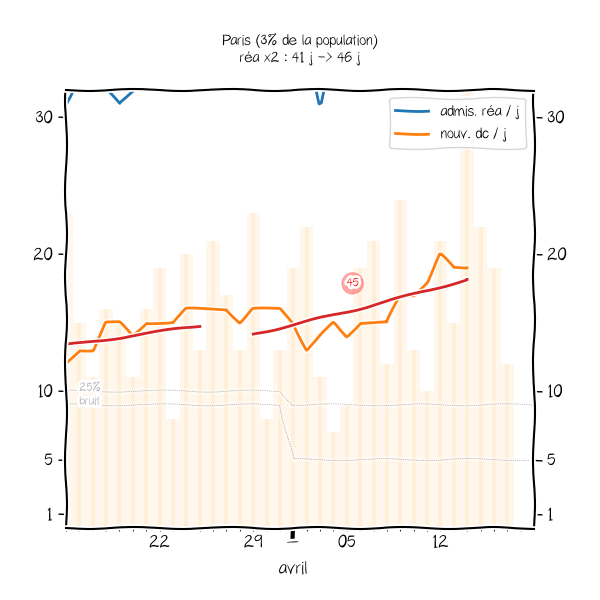 Paris (3% de la population)
réa x2 : 41 j -> 46 j
admis. réa / j
nouv. dc / j
30
30
20
20
45
10
10
25%
bruit
5
5
1
1
22
29
1
05
12
avril